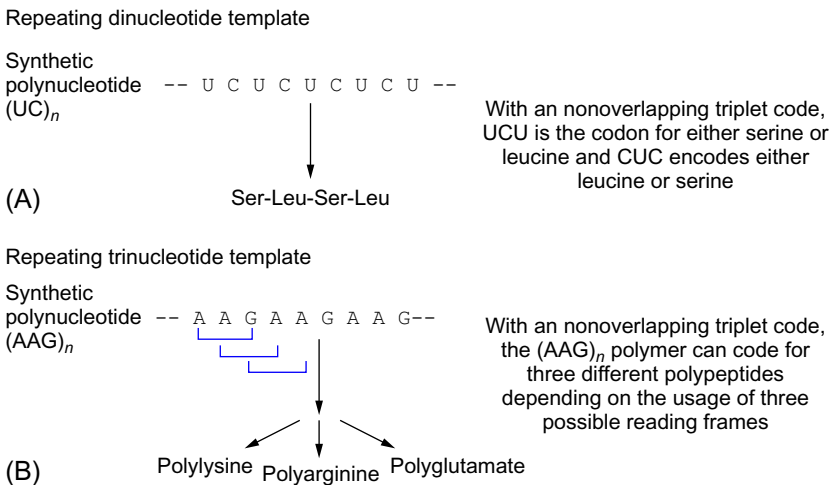 Repeating dinucleotide template
Synthetic
polynucleotide
(UC)n
-- U C U C U C U C U --
With an nonoverlapping triplet code,
UCU is the codon for either serine or
leucine and CUC encodes either
leucine or serine
Ser-Leu-Ser-Leu
(A)
Repeating trinucleotide template
Synthetic
polynucleotide
(AAG)n
-- A A G A A G A A G--
With an nonoverlapping triplet code,
the (AAG)n polymer can code for
three different polypeptides
depending on the usage of three
possible reading frames
Polylysine Polyarginine Polyglutamate
(B)